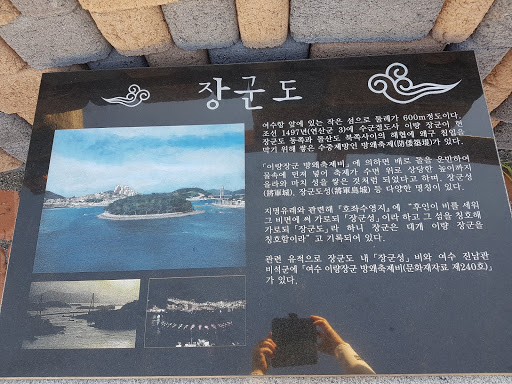 장군도
여수항 앞에 있는 작은 섬으로 둘레가 600m정도이다.
조선 1497년(연산군 3)에 수군절도사 이량 장군이 현
장군도 동쪽과 돌산도 북쪽사이의 해협에 왜구 침입을
막기 위해 쌓은 수중제방인 방왜축제(防倭築堤)가 있다.
「이량장군 방왜축제비」에 의하면 배로 돌을 운반하여
물속에 던져 넣어 축제가 수면 위로 상당한 높이까지
올라와 마치 성을 쌓은 것처럼 되었다고 하며, 장군성
(將軍城), 장군도성(將軍島城) 등 다양한 명칭이 있다.
지명유래와 관련해 『호좌수영지』에 "후인이 비를 세워
그 비면에 써 가로되 「장군성」이라 하고 그 섬을 칭호해
가로되 「장군도」라 하니 장군은 대개 이량 장군을
칭호함이라" 고 기록되어 있다.
관련 유적으로 장군도 내 「장군성」비와 여수 진남관
비석군에「여수 이량장군 방왜축제비(문화재자료 제240호)」
가 있다.